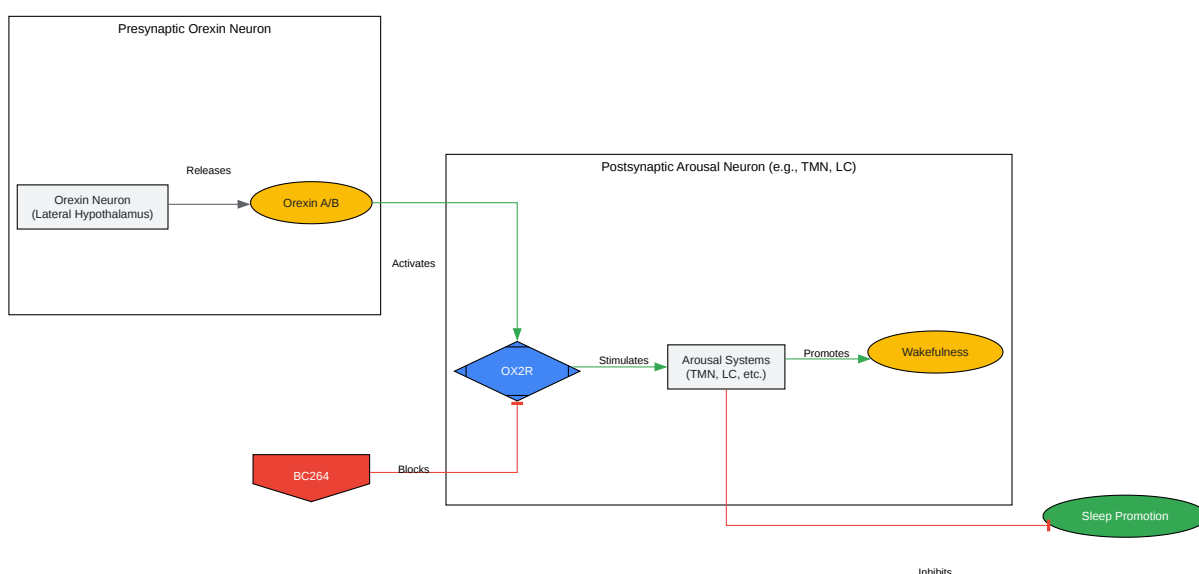 Presynaptic Orexin Neuron
Postsynaptic Arousal Neuron (e.g., TMN, LC)
Releases
Orexin Neuron
(Lateral Hypothalamus)
Orexin A/B
Activates
OX2R
Stimulates
Arousal Systems
(TMN, LC, etc.)
Promotes
Wakefulness
BC264
Blocks
Sleep Promotion
Inhibits